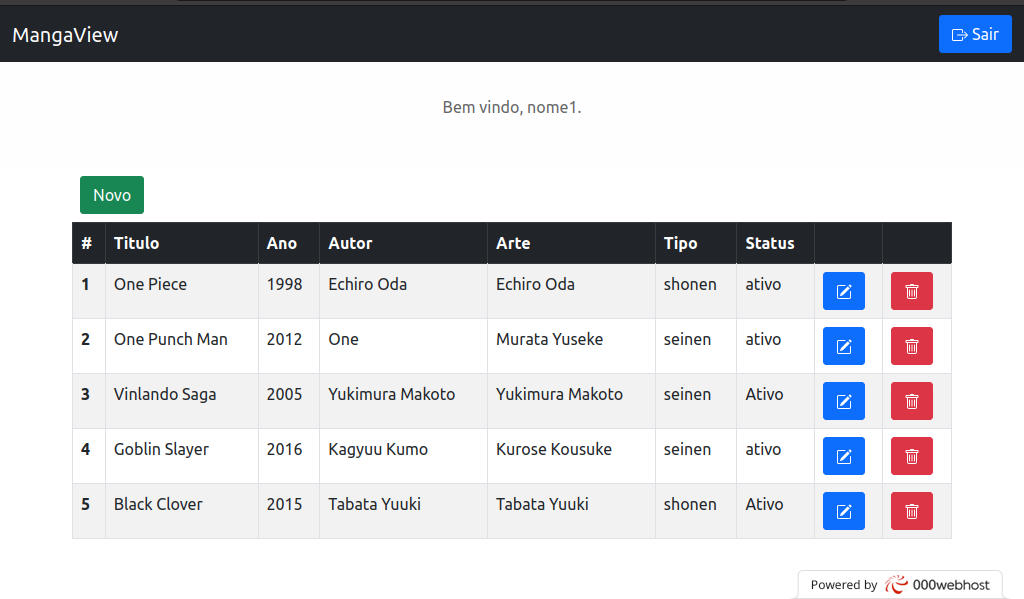 MangaView Sair
Bem vindo, nome1.
Novo
# Titulo Ano Autor Arte Tipo Status
1 One Piece 1998 Echiro Oda Echiro Oda shonen ativo
2 One Punch Man 2012 One Murata Yuseke seinen ativo
3 Vinlando Saga 2005 Yukimura Makoto Yukimura Makoto seinen Ativo
4 Goblin Slayer 2016 Kagyuu Kumo Kurose Kousuke seinen ativo
5 Black Clover 2015 Tabata Yuuki Tabata Yuuki shonen Ativo
Powered by 000webhost